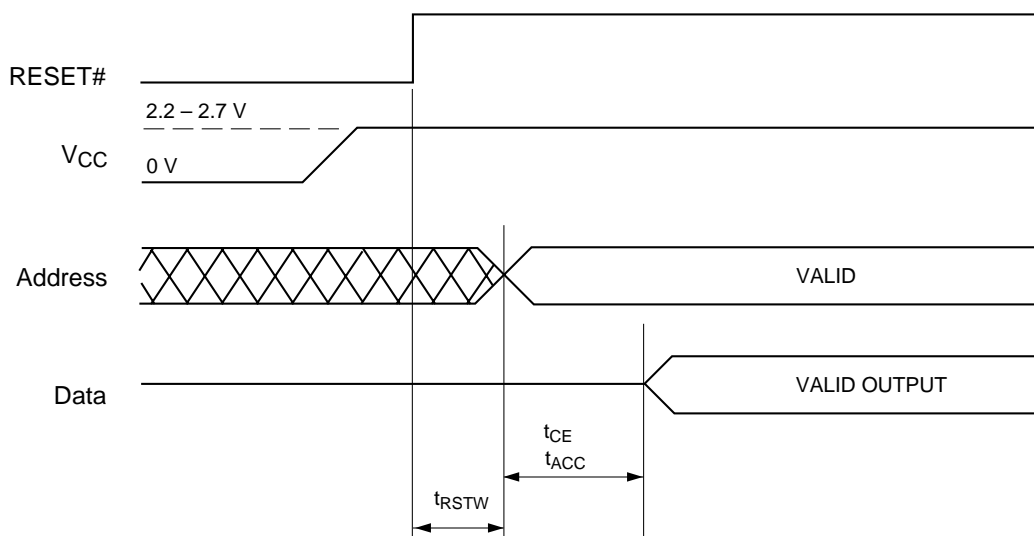 RESET#
2.2 – 2.7 V
VCC
0 V
Address
VALID
Data
VALID OUTPUT
tCE
tACC
tRSTW